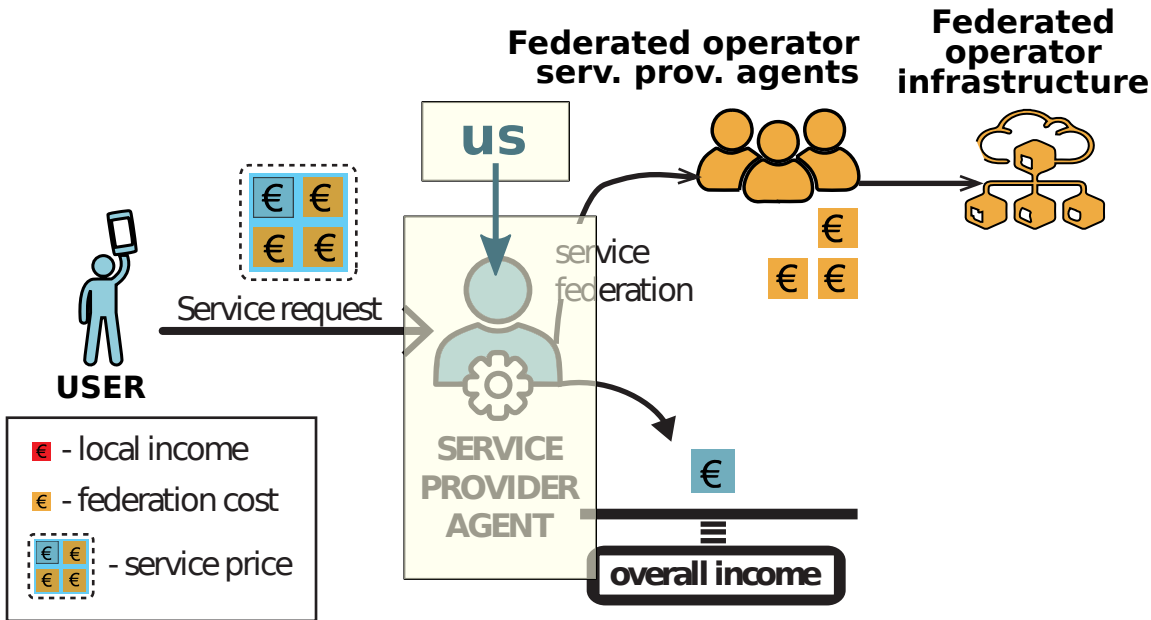 Federated operator
serv. prov. agents
Federated
operator
infrastructure
us
€ €
€ €
service
federation
€
€ €
Service request
USER
SERVICE
PROVIDER
AGENT
€
overall income
€ - local income
€ - federation cost
€ €
€ €
- service price